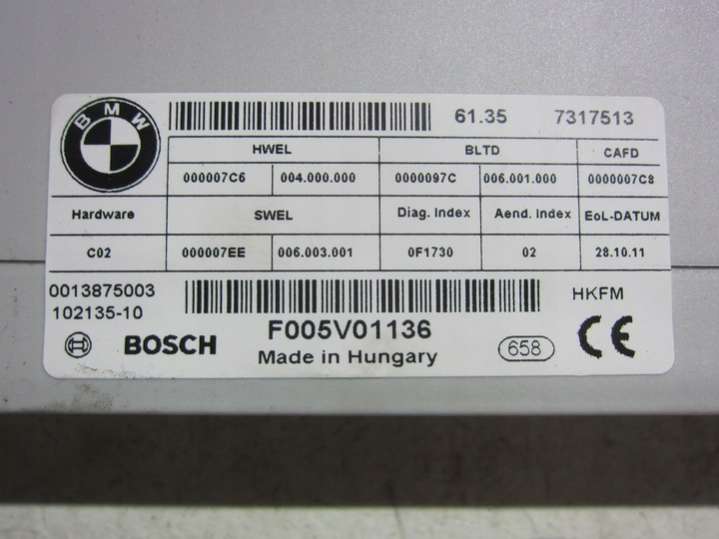 BMW
61.35 7317513
HWEL BLTD CAFD
000007C6 004.000.000 0000097C 006.001.000 0000007C8
Hardware SWEL Diag. Index Aend. Index EoL-DATUM
C02 000007EE 006.003.001 0F1730 02 28.10.11
0013875003
102135-10
HKFM
BOSCH
F005V01136
Made in Hungary
658
CE